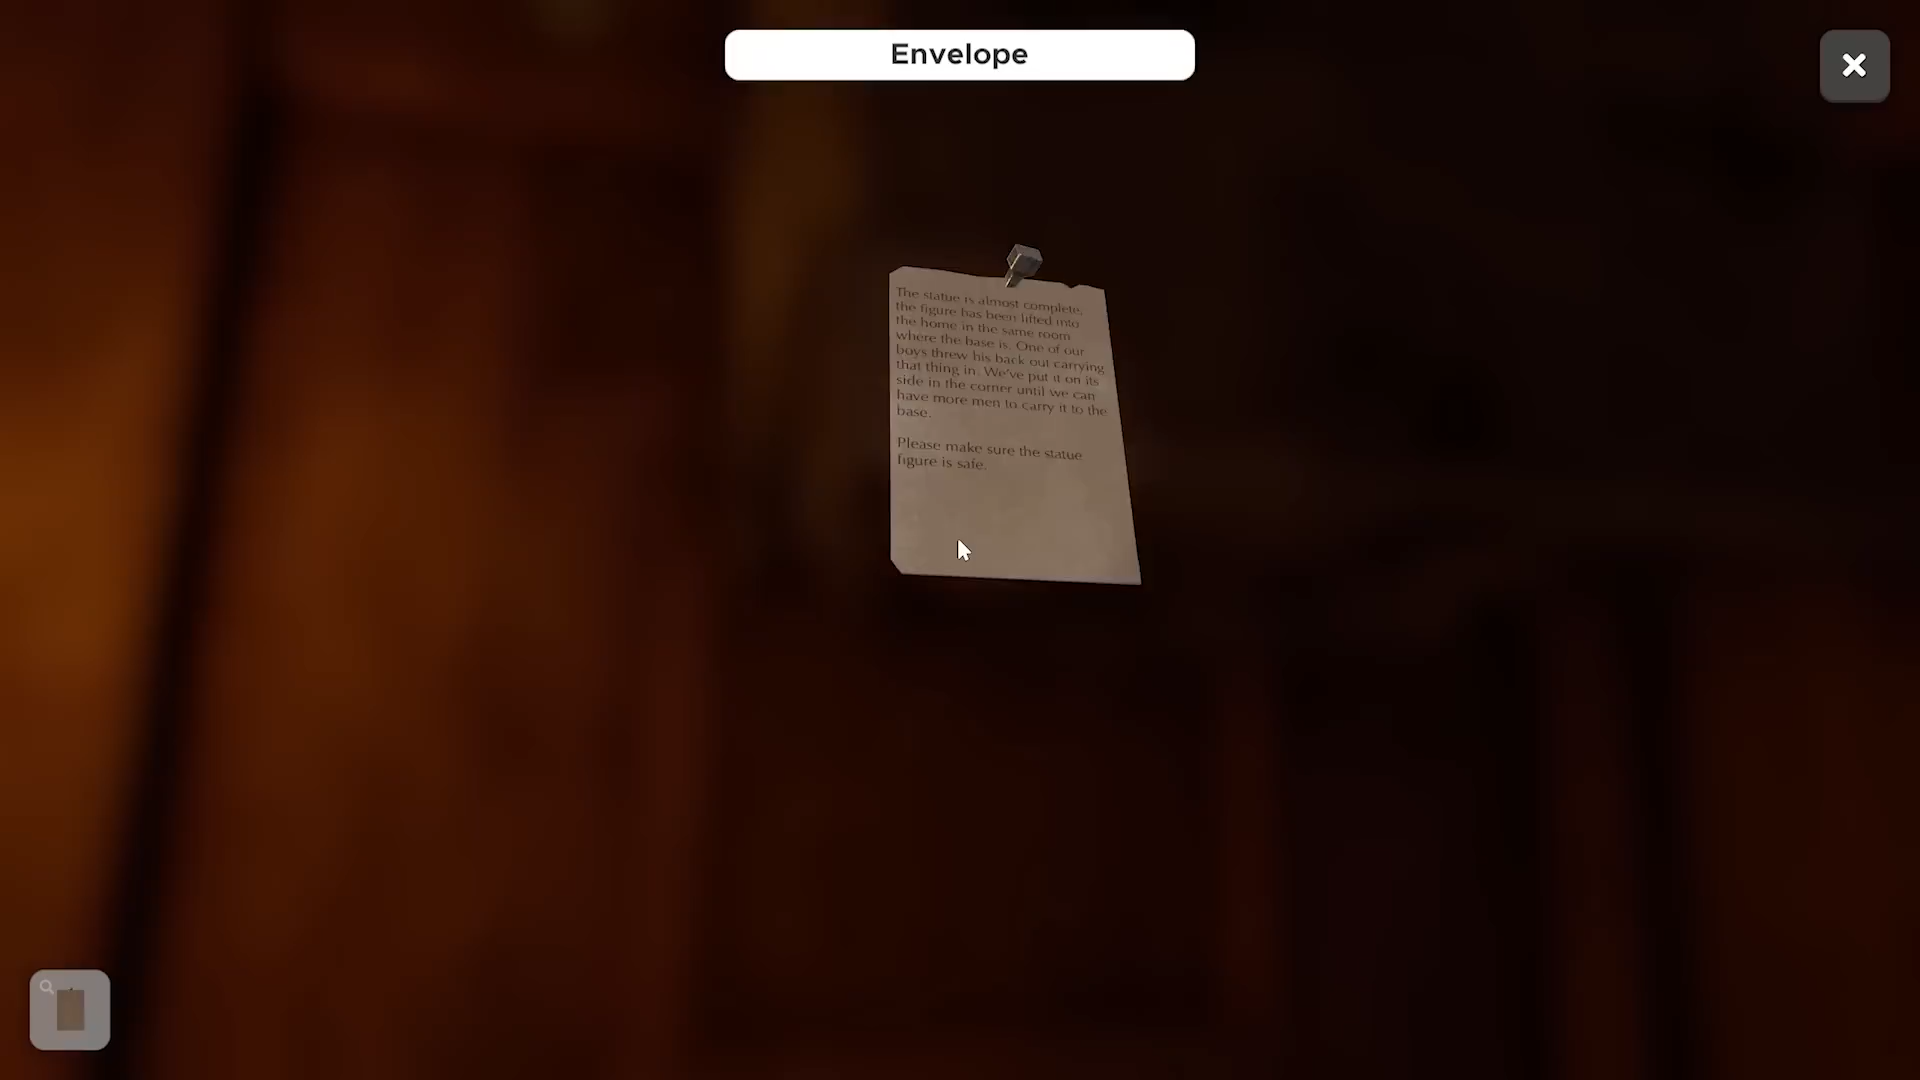 Envelope
The statue is almost complete,
the figure has been lifted into
the home in the same room
where the base is. One of our
boys threw his back out carrying
that thing in. We've put it on its
side in the corner until we can
have more men to carry it to the
base.
Please make sure the statue
figure is safe.